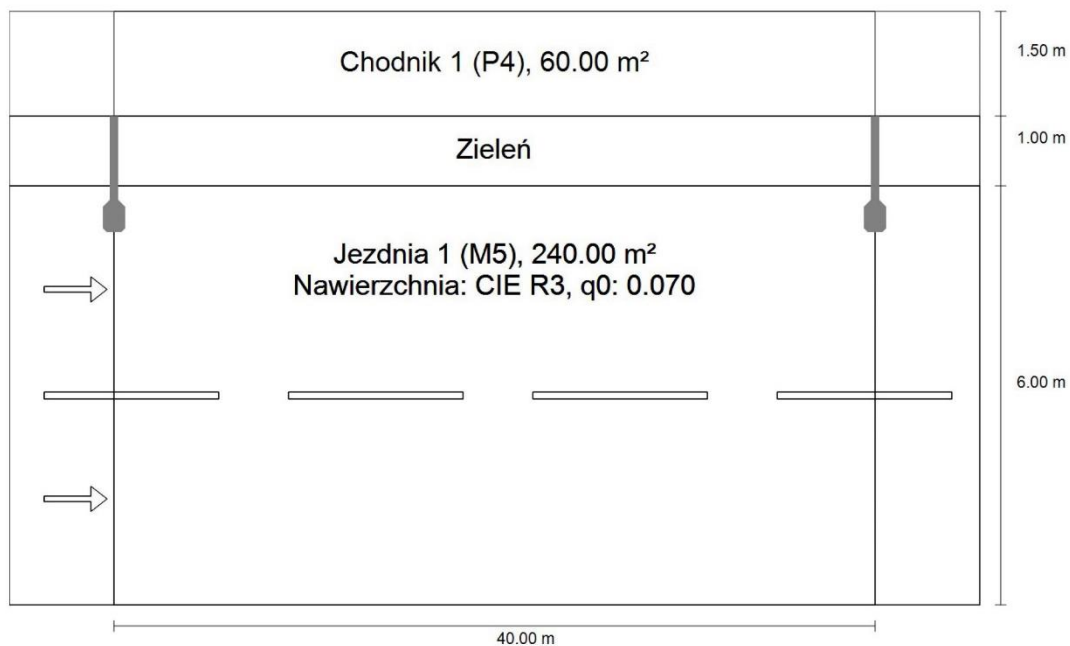 Chodnik 1 (P4), 60.00 m²
1.50 m
Zieleń
1.00 m
Jezdnia 1 (M5), 240.00 m²
Nawierzchnia: CIE R3, q0: 0.070
6.00 m
40.00 m